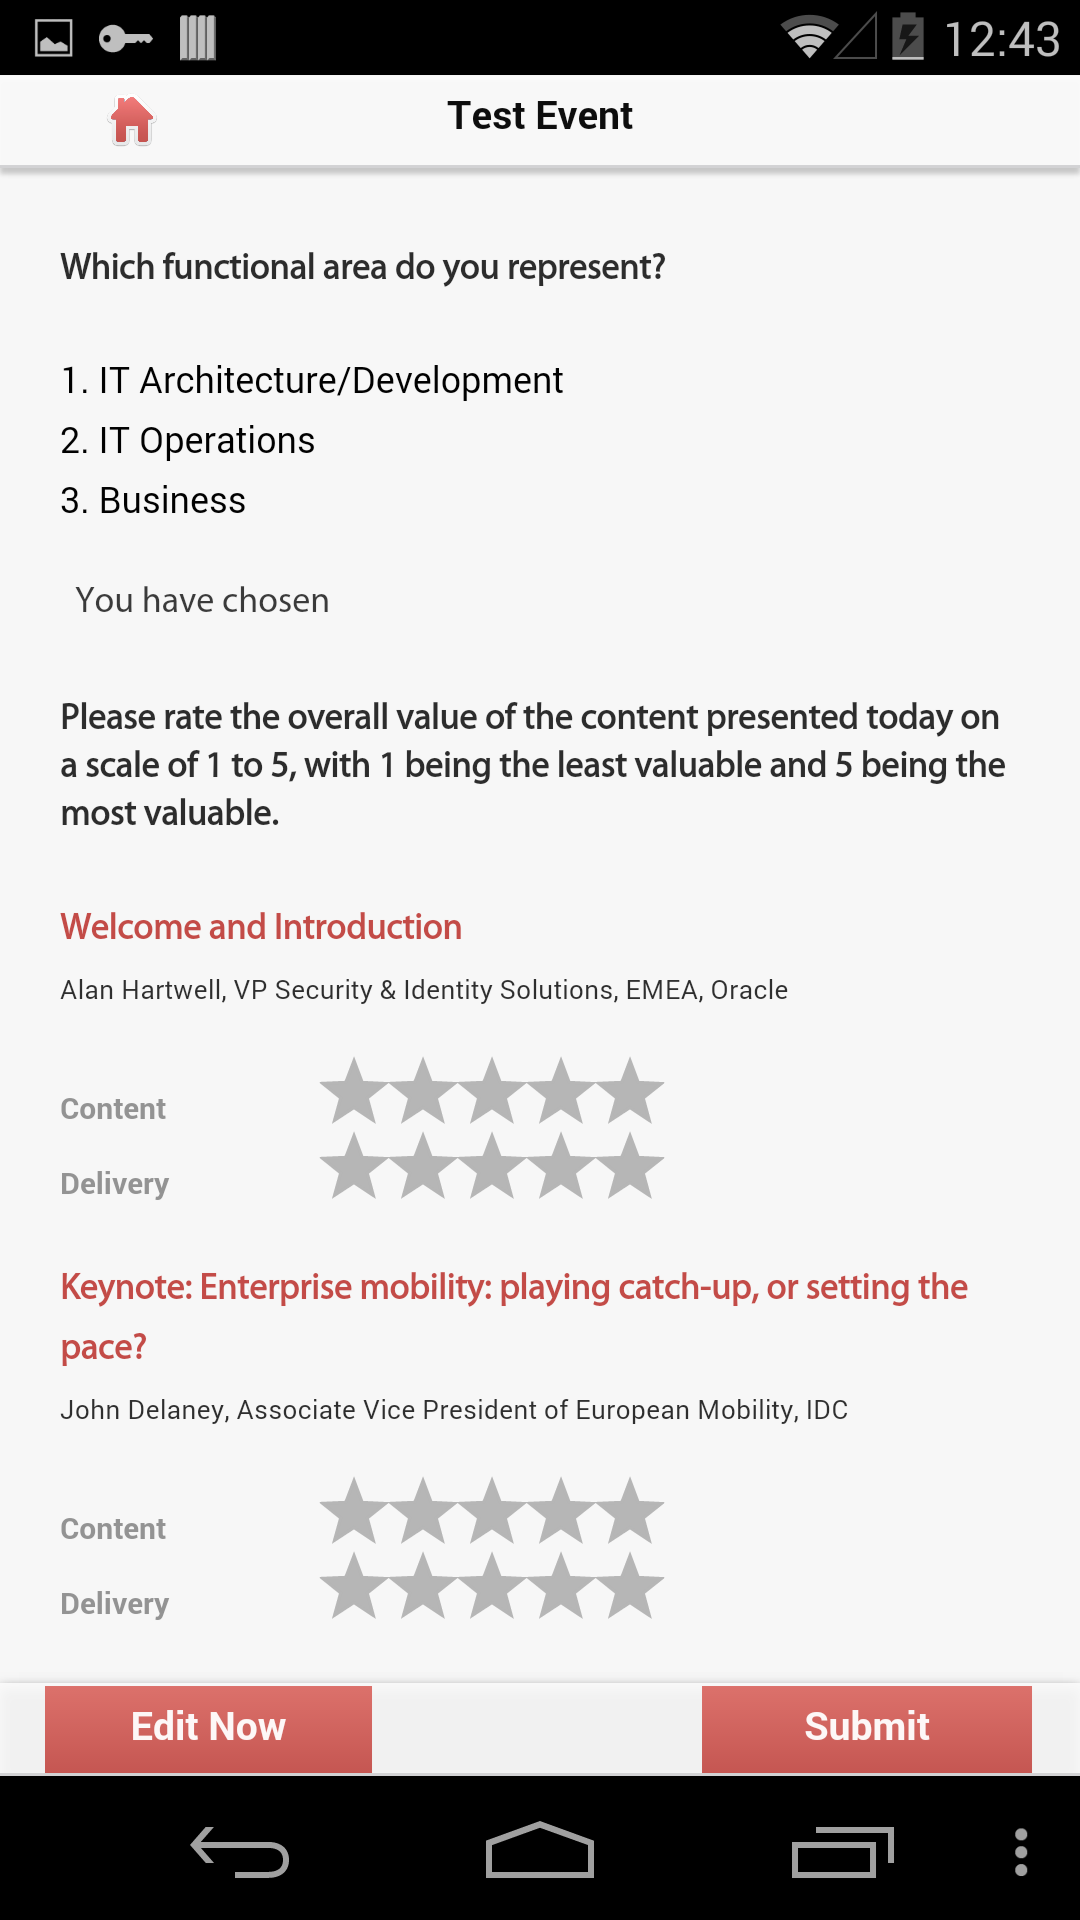 12:43
Test Event
Which functional area do you represent?
1. IT Architecture/Development
2. IT Operations
3. Business
You have chosen
Please rate the overall value of the content presented today on
a scale of 1 to 5, with 1 being the least valuable and 5 being the
most valuable.
Welcome and Introduction
Alan Hartwell, VP Security & Identity Solutions, EMEA, Oracle
Content
Delivery
Keynote: Enterprise mobility: playing catch-up, or setting the
pace?
John Delaney, Associate Vice President of European Mobility, IDC
Content
Delivery
Edit Now
Submit